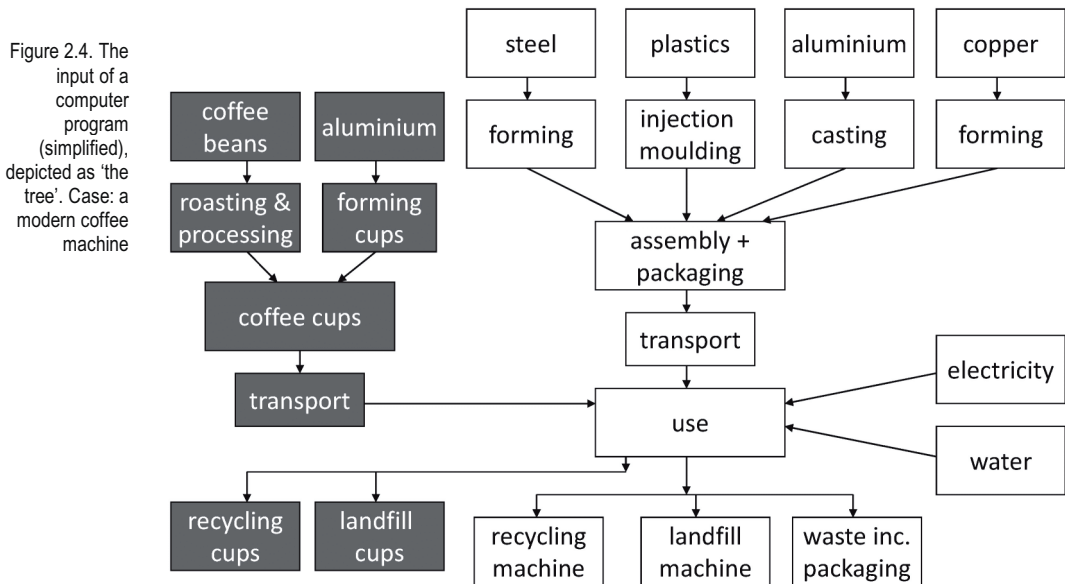 Figure 2.4. The
input of a
computer
program
(simplified),
depicted as ‘the
tree’. Case: a
modern coffee
machine
steel
plastics
aluminium
copper
coffee
beans
aluminium
forming
injection
moulding
casting
forming
roasting &
processing
forming
cups
assembly +
packaging
coffee cups
transport
electricity
transport
use
water
recycling
cups
landfill
cups
recycling
machine
landfill
machine
waste inc.
packaging